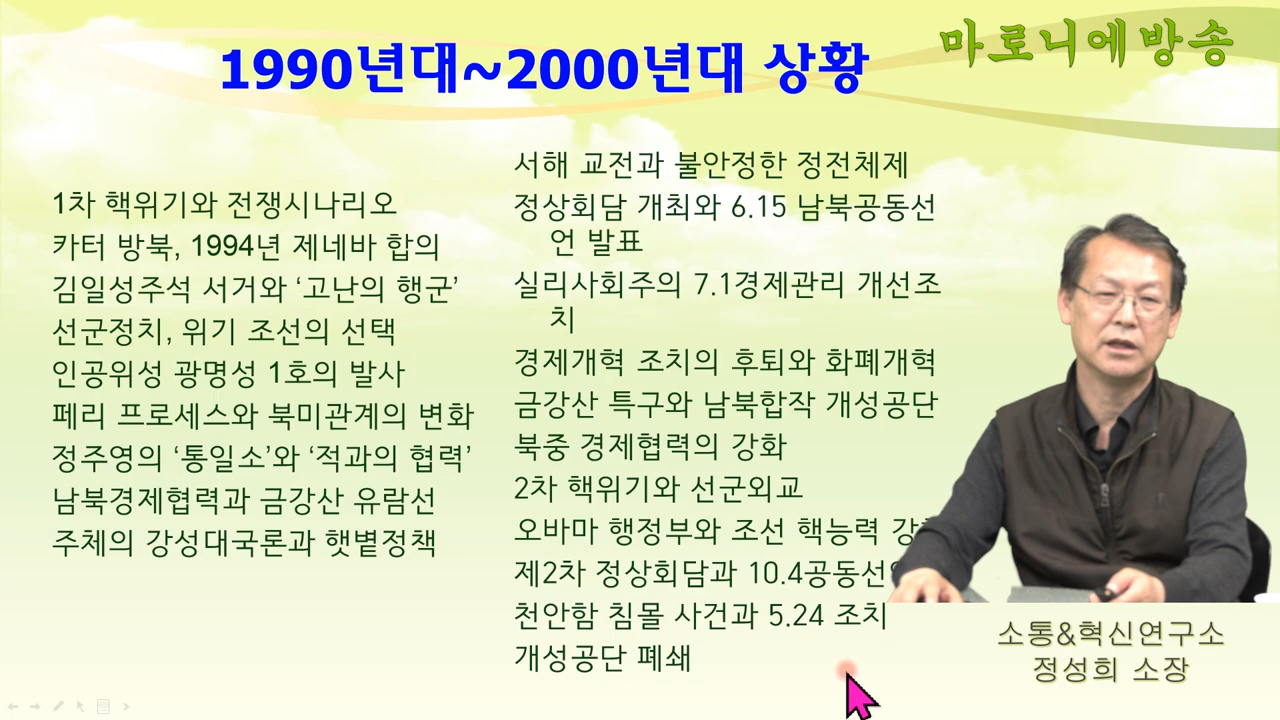 1990년대~2000년대 상황
마로니에방송
1차 핵위기와 전쟁시나리오
카터 방북, 1994년 제네바 합의
김일성주석 서거와 ‘고난의 행군’
선군정치, 위기 조선의 선택
인공위성 광명성 1호의 발사
페리 프로세스와 북미관계의 변화
정주영의 ‘통일소’와 ‘적과의 협력’
남북경제협력과 금강산 유람선
주체의 강성대국론과 햇볕정책
서해 교전과 불안정한 정전체제
정상회담 개최와 6.15 남북공동선
언 발표
실리사회주의 7.1경제관리 개선조
치
경제개혁 조치의 후퇴와 화폐개혁
금강산 특구와 남북합작 개성공단
북중 경제협력의 강화
2차 핵위기와 선군외교
오바마 행정부와 조선 핵능력
제2차 정상회담과 10.4공동선
천안함 침몰 사건과 5.24 조치
개성공단 폐쇄
소통&혁신연구소
정성희 소장